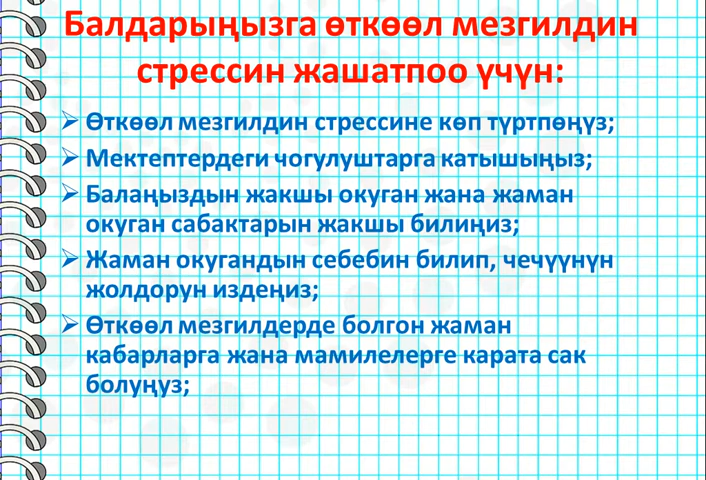 Балдарыңызга өткөөл мезгилдин
стрессин жашатпоо үчүн:
Өткөөл мезгилдин стрессине көп түртпөңүз;
Мектептердеги чогулуштарга катышыңыз;
Балаңыздын жакшы окуган жана жаман
окуган сабактарын жакшы билиңиз;
Жаман окугандын себебин билип, чечүүнүн
жолдорун издеңиз;
Өткөөл мезгилдерде болгон жаман
кабарларга жана мамилелерге карата сак
болуңуз;